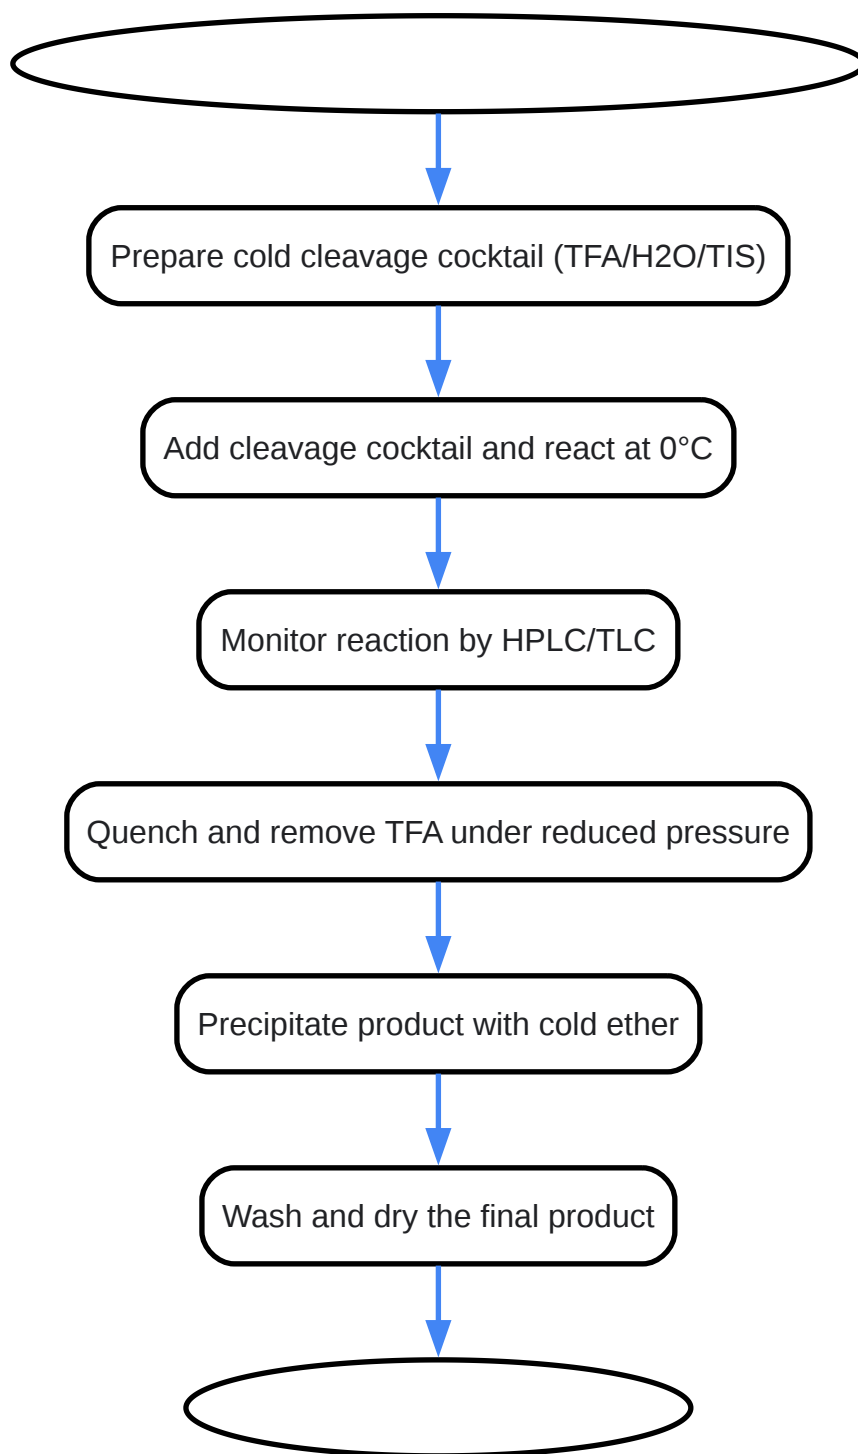 Prepare cold cleavage cocktail (TFA/H2O/TIS)
Add cleavage cocktail and react at 0°C
Monitor reaction by HPLC/TLC
Quench and remove TFA under reduced pressure
Precipitate product with cold ether
Wash and dry the final product